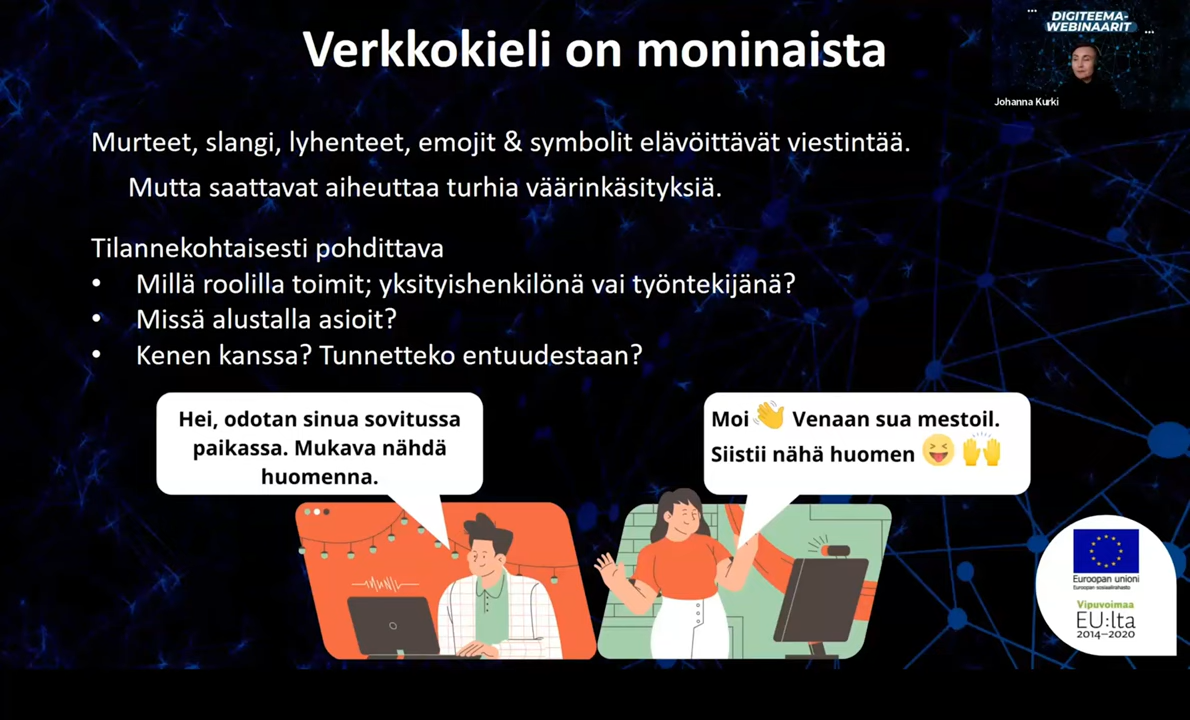 Verkkokieli on moninaista
DIGITEEMA-
WEBINAARIT
Johanna Kurki
Murteet, slangi, lyhenteet, emojit & symbolit elävöittävät viestintää.
Mutta saattavat aiheuttaa turhia väärinkäsityksiä.
Tilannekohtaisesti pohdittava
• Millä roolilla toimit; yksityishenkilönä vai työntekijänä?
• Missä alustalla asioit?
• Kenen kanssa? Tunnetteko entuudestaan?
Hei, odotan sinua sovitussa
paikassa. Mukava nähdä
huomenna.
Moi 👋 Venaan sua mestoil.
Siistii nähä huomen 😝 🙌
Euroopan unioni
Euroopan sosiaalirahasto
Vipuvoimaa
EU:lta
2014–2020